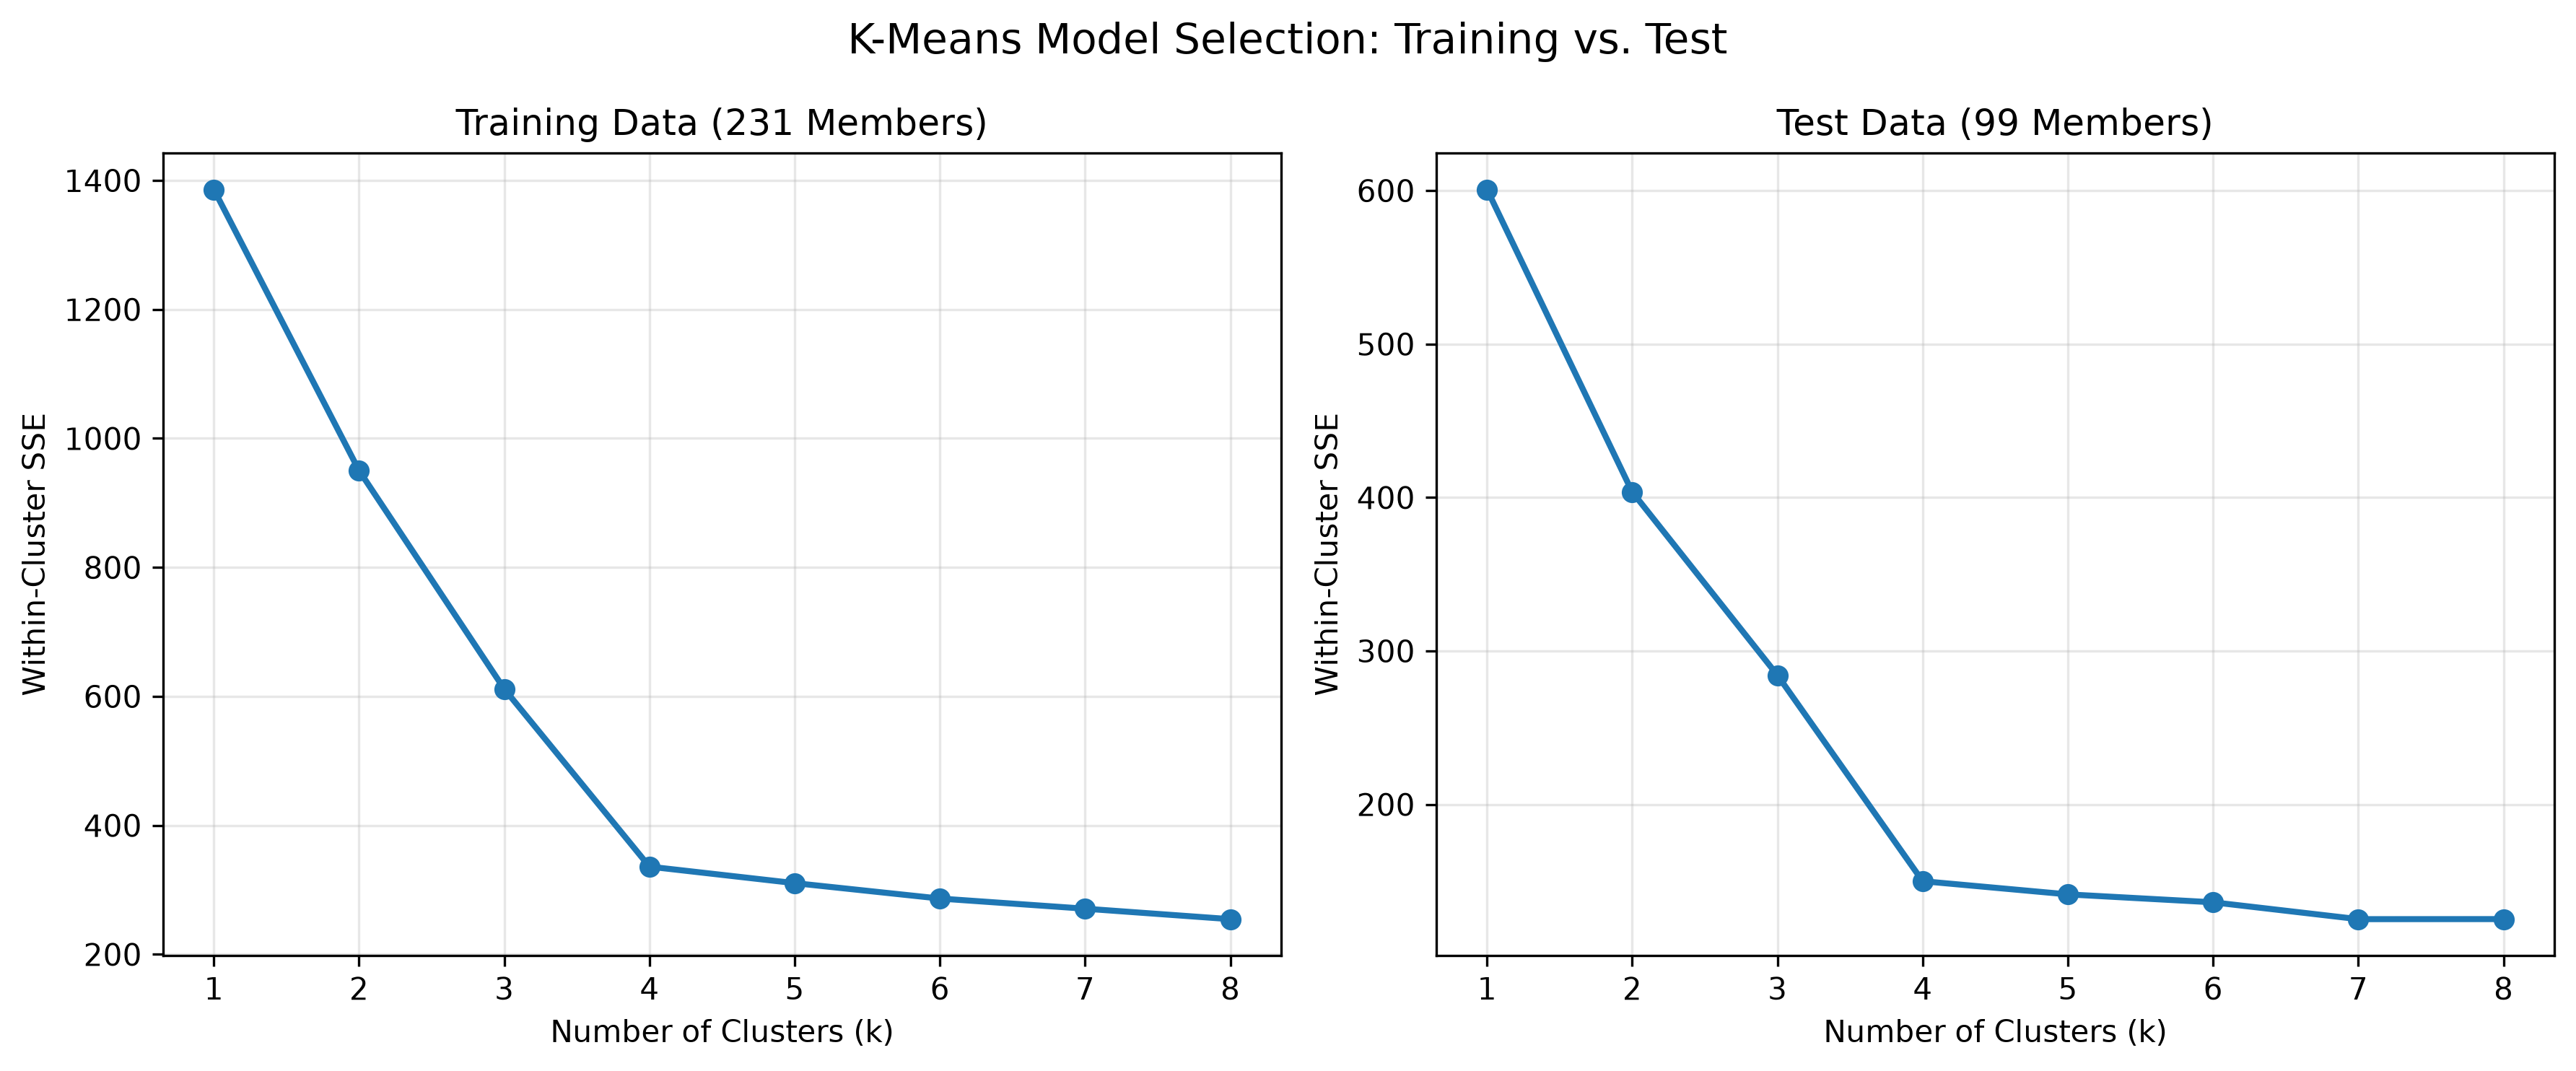 K-Means Model Selection: Training vs. Test
Training Data (231 Members)
1400
1200
1000
800
600
400
200
Within-Cluster SSE
1 2 3 4 5 6 7 8
Number of Clusters (k)
Test Data (99 Members)
600
500
400
300
200
Within-Cluster SSE
1 2 3 4 5 6 7 8
Number of Clusters (k)